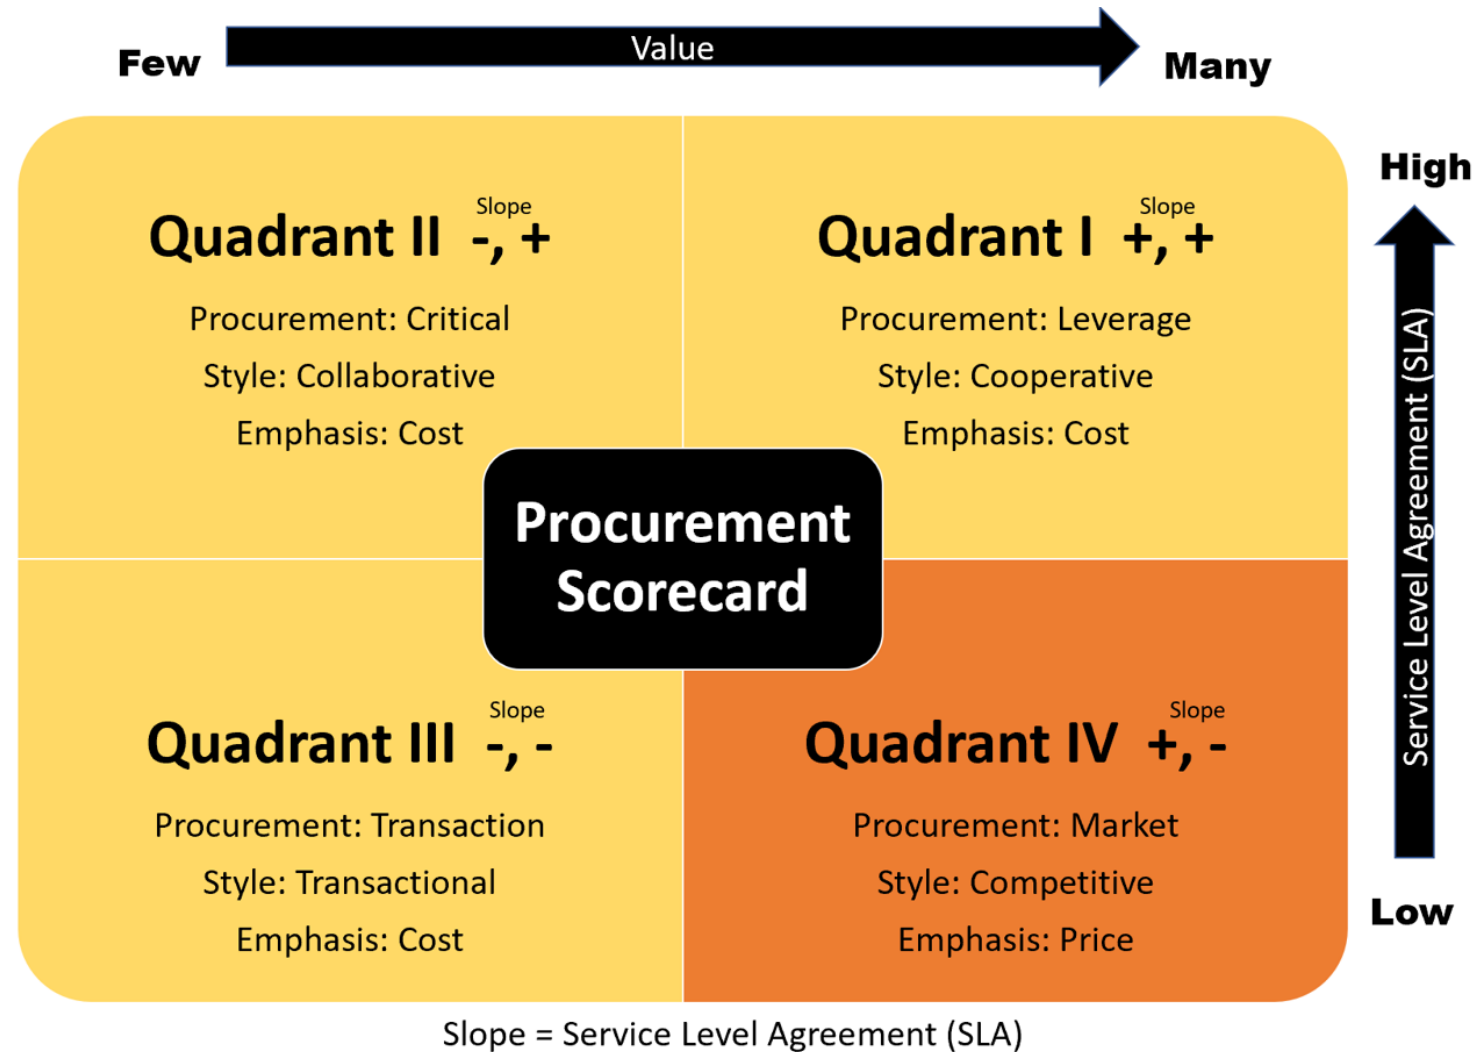 Few
Value
Many
High
Quadrant II -, +
Slope
Procurement: Critical
Style: Collaborative
Emphasis: Cost
Quadrant I +, +
Slope
Procurement: Leverage
Style: Cooperative
Emphasis: Cost
Procurement
Scorecard
Quadrant III -, -
Slope
Procurement: Transaction
Style: Transactional
Emphasis: Cost
Quadrant IV +, -
Slope
Procurement: Market
Style: Competitive
Emphasis: Price
Service Level Agreement (SLA)
Low
Slope = Service Level Agreement (SLA)